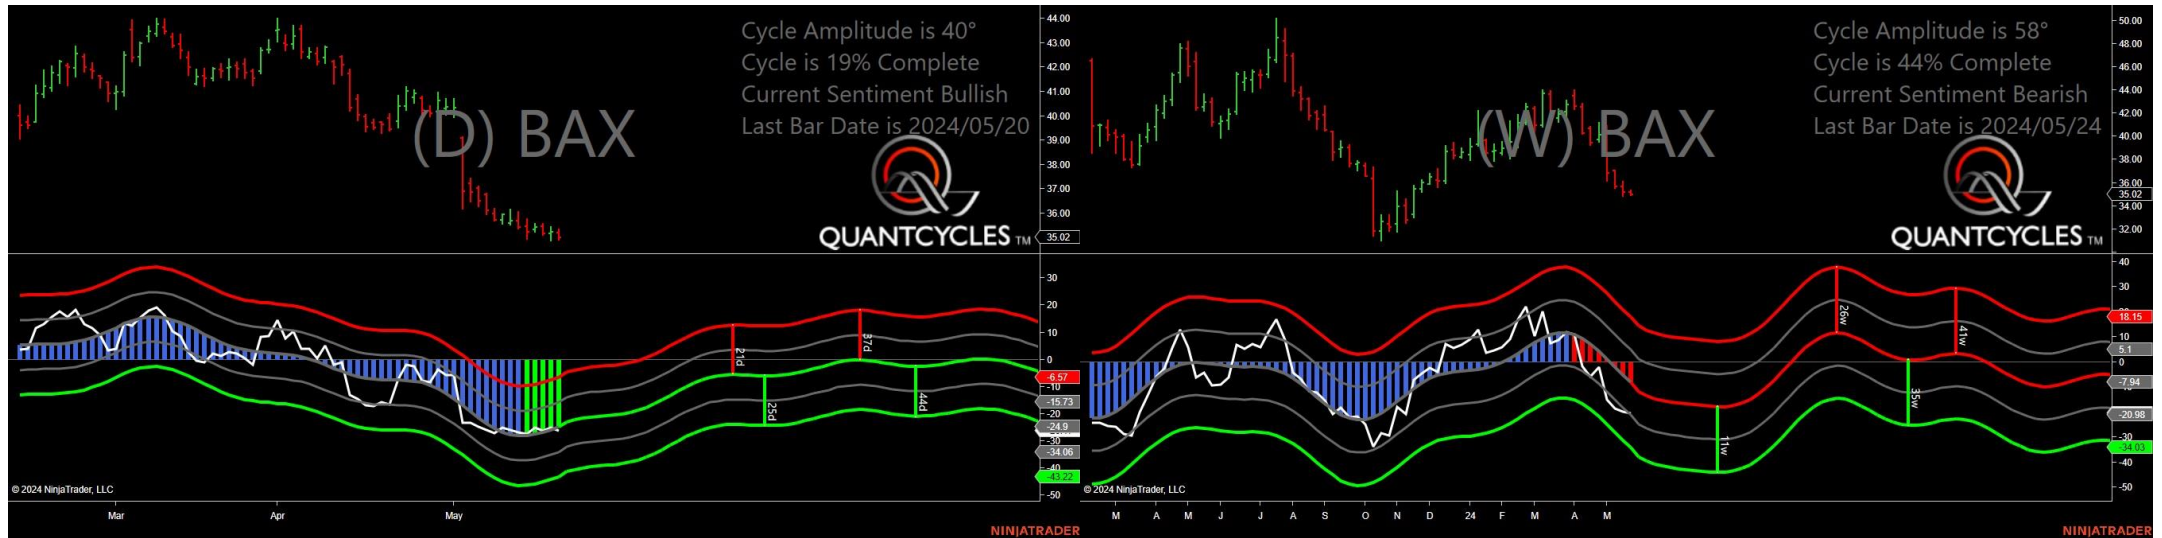 Cycle Amplitude is 40°
Cycle is 19% Complete
Current Sentiment Bullish
Last Bar Date is 2024/05/20
(D) BAX
QUANTCYCLES TM
44.00
43.00
42.00
41.00
40.00
39.00
38.00
37.00
36.00
35.02
30
20
10
0
-6.57
-10
-15.73
-20
-24.9
-30
-34.06
-40
-43.22
-50
21d
25d
37d
44d
© 2024 NinjaTrader, LLC
Mar Apr May
NINJATRADER
Cycle Amplitude is 58°
Cycle is 44% Complete
Current Sentiment Bearish
Last Bar Date is 2024/05/24
(W) BAX
QUANTCYCLES TM
50.00
48.00
46.00
44.00
42.00
40.00
38.00
36.00
35.02
34.00
32.00
40
30
18.15
10
5.1
0
-7.94
-20.98
-30
-34.03
-40
-50
11w
26w
35w
41w
© 2024 NinjaTrader, LLC
M A M J J A S O N D 24 F M A M
NINJATRADER